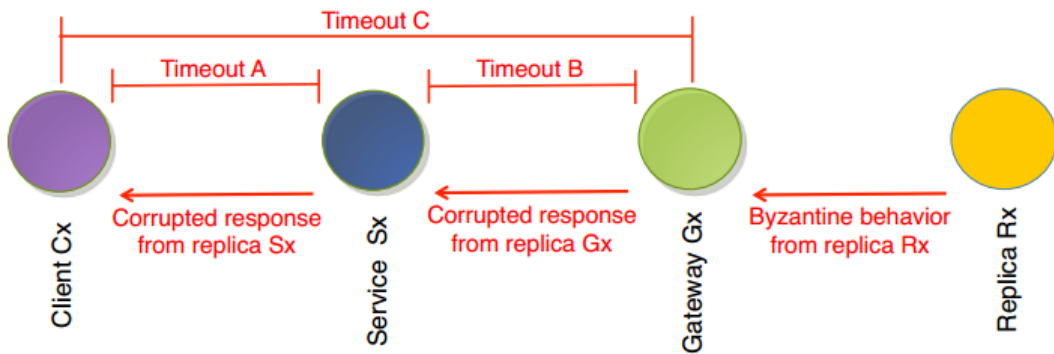 Timeout C
Timeout A
Timeout B
Corrupted response
from replica Sx
Corrupted response
from replica Gx
Byzantine behavior
from replica Rx
Client Cx
Service Sx
Gateway Gx
Replica Rx